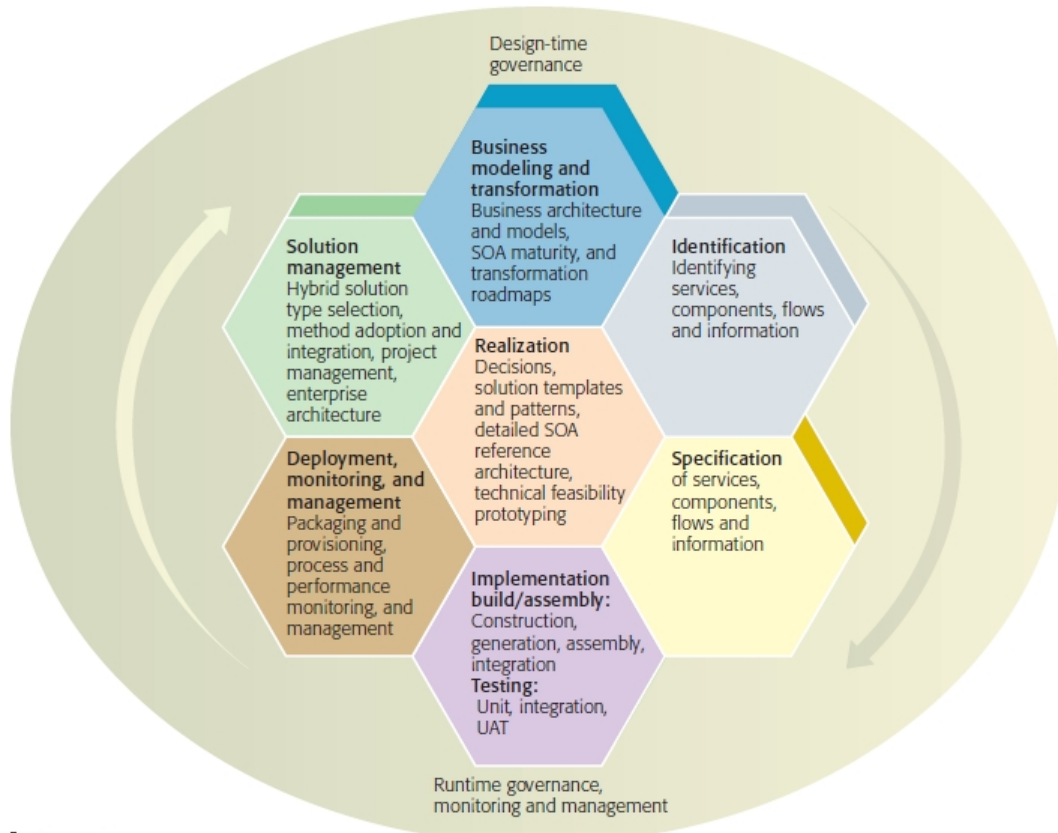 Design-time
governance
Business
modeling and
transformation
Business architecture
and models,
SOA maturity, and
transformation
roadmaps
Solution
management
Hybrid solution
type selection,
method adoption and
integration, project
management,
enterprise
architecture
Identification
Identifying
services,
components, flows
and information
Realization
Decisions,
solution templates
and patterns,
detailed SOA
reference
architecture,
technical feasibility
prototyping
Deployment,
monitoring, and
management
Packaging and
provisioning,
process and
performance
monitoring, and
management
Specification
of services,
components,
flows and
information
Implementation
build/assembly:
Construction,
generation, assembly,
integration
Testing:
Unit, integration,
UAT
Runtime governance,
monitoring and management